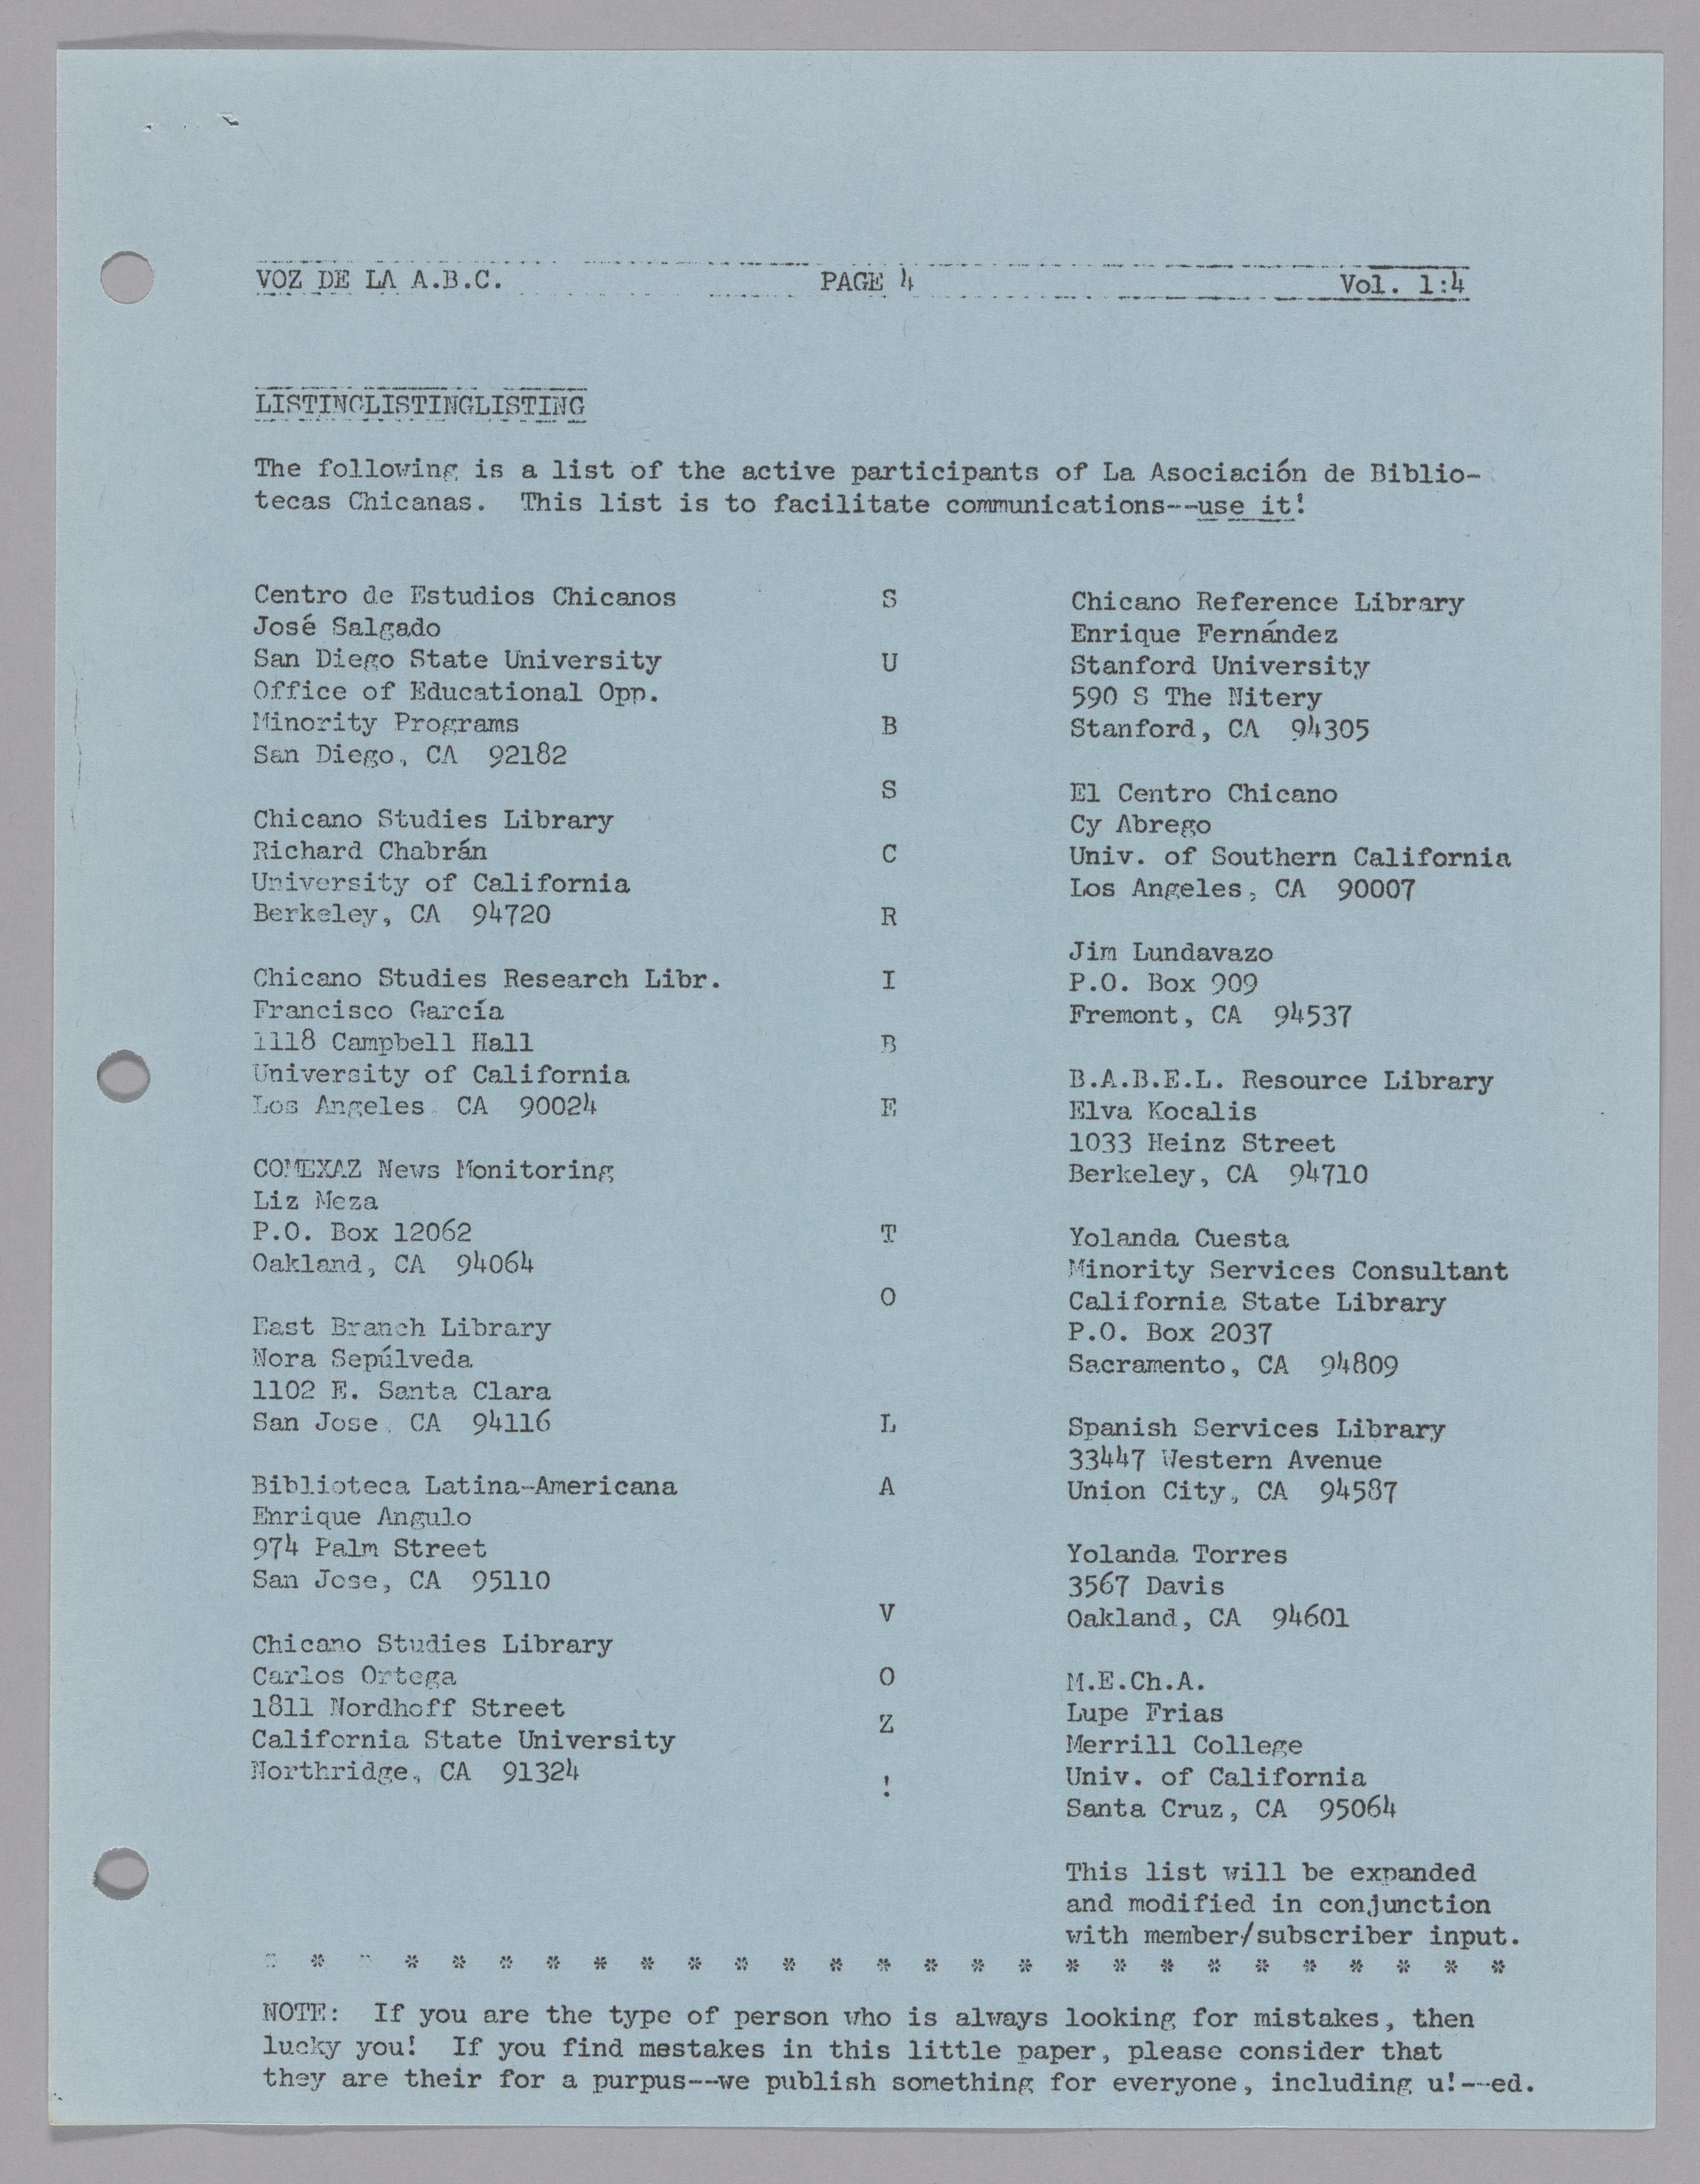 VOZ DE LA A.B.C. PAGE 4 Vol. 1:4
LISTINGLISTINGLISTING
The following is a list of the active participants of La Asociación de Biblio-
tecas Chicanas. This list is to facilitate communications--use it!
Centro de Estudios Chicanos
José Salgado
San Diego State University
Office of Educational Opp.
Minority Programs
San Diego, CA 92182
Chicano Studies Library
Richard Chabrán
University of California
Berkeley, CA 94720
Chicano Studies Research Libr.
Francisco García
1118 Campbell Hall
University of California
Los Angeles, CA 90024
COMEXAZ News Monitoring
Liz Meza
P.O. Box 12062
Oakland, CA 94064
East Branch Library
Nora Sepúlveda
1102 E. Santa Clara
San Jose, CA 94116
Biblioteca Latina-Americana
Enrique Angulo
974 Palm Street
San Jose, CA 95110
Chicano Studies Library
Carlos Ortega
1811 Nordhoff Street
California State University
Northridge, CA 91324
S
U
B
S
C
R
I
B
E
T
O
L
A
V
O
Z
!
Chicano Reference Library
Enrique Fernández
Stanford University
590 S The Nitery
Stanford, CA 94305
El Centro Chicano
Cy Abrego
Univ. of Southern California
Los Angeles, CA 90007
Jim Lundavazo
P.O. Box 909
Fremont, CA 94537
B.A.B.E.L. Resource Library
Elva Kocalis
1033 Heinz Street
Berkeley, CA 94710
Yolanda Cuesta
Minority Services Consultant
California State Library
P.O. Box 2037
Sacramento, CA 94809
Spanish Services Library
33447 Western Avenue
Union City, CA 94587
Yolanda Torres
3567 Davis
Oakland, CA 94601
M.E.Ch.A.
Lupe Frias
Merrill College
Univ. of California
Santa Cruz, CA 95064
This list will be expanded
and modified in conjunction
with member/subscriber input.
* * * * * * * * * * * * * * * * * * * * * * * * * * *
NOTE: If you are the type of person who is always looking for mistakes, then
lucky you! If you find mestakes in this little paper, please consider that
they are their for a purpus--we publish something for everyone, including u!--ed.